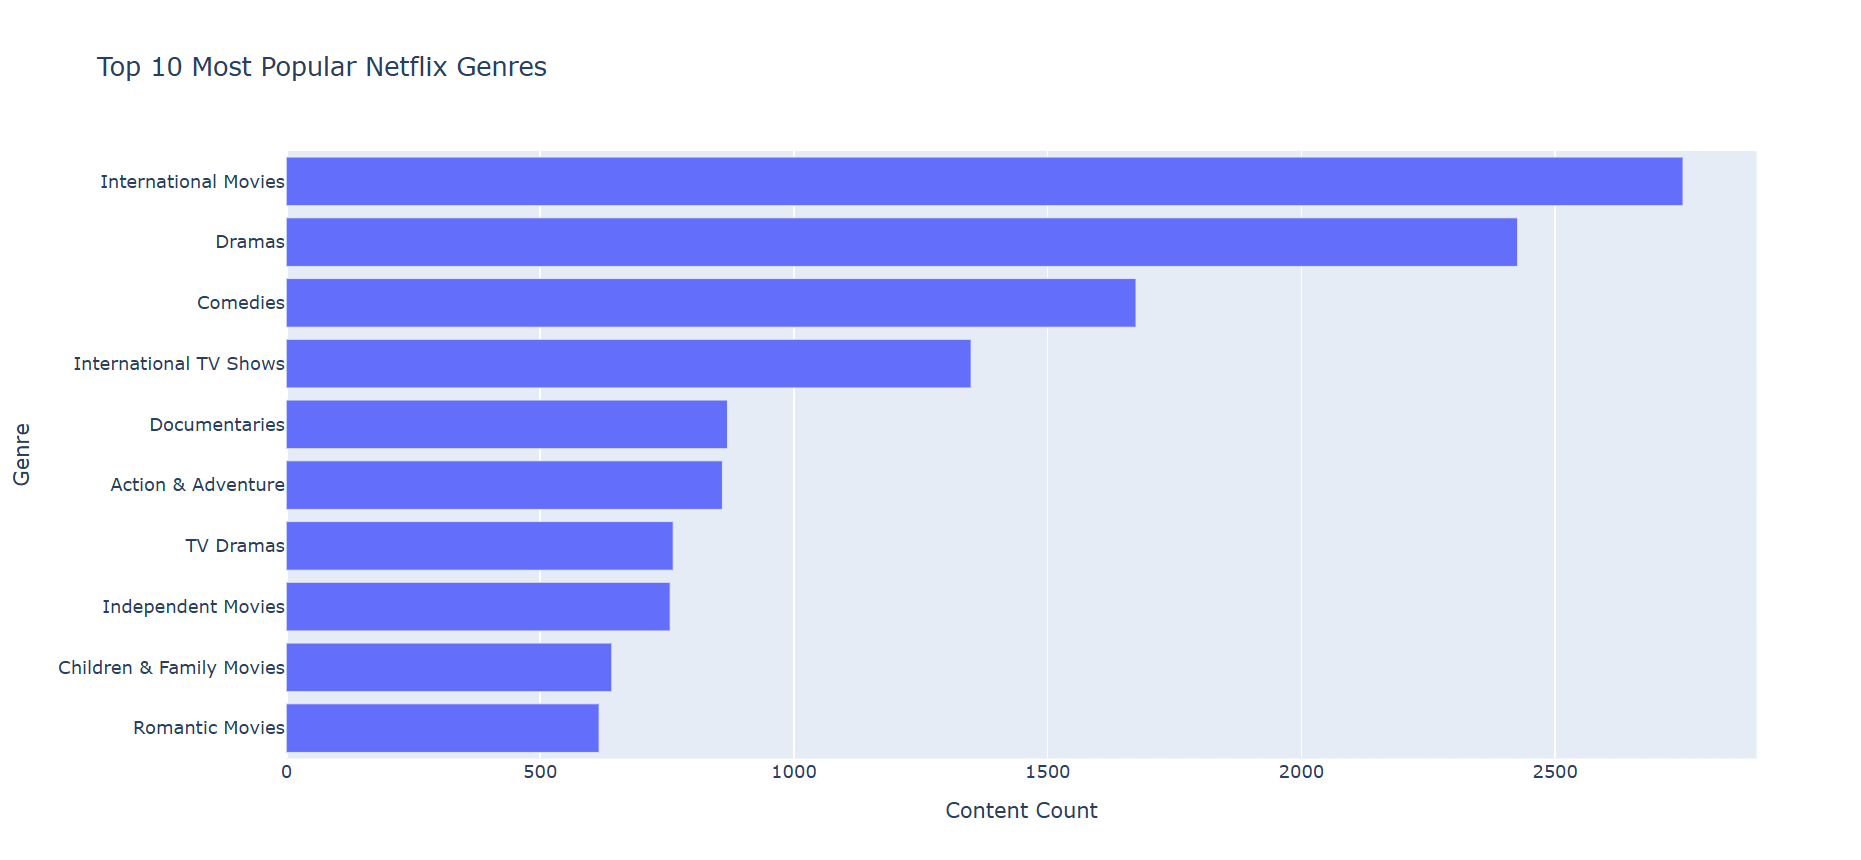 Top 10 Most Popular Netflix Genres
International Movies
Dramas
Comedies
International TV Shows
Documentaries
Action & Adventure
TV Dramas
Independent Movies
Children & Family Movies
Romantic Movies
Genre
0 500 1000 1500 2000 2500
Content Count